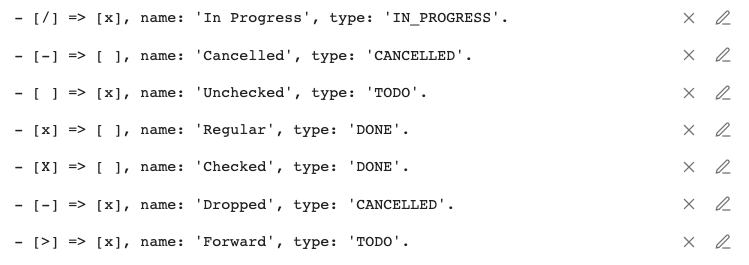 - [/] => [x], name: 'In Progress', type: 'IN_PROGRESS'.
- [-] => [ ], name: 'Cancelled', type: 'CANCELLED'.
- [ ] => [x], name: 'Unchecked', type: 'TODO'.
- [x] => [ ], name: 'Regular', type: 'DONE'.
- [X] => [ ], name: 'Checked', type: 'DONE'.
- [-] => [x], name: 'Dropped', type: 'CANCELLED'.
- [>] => [x], name: 'Forward', type: 'TODO'.